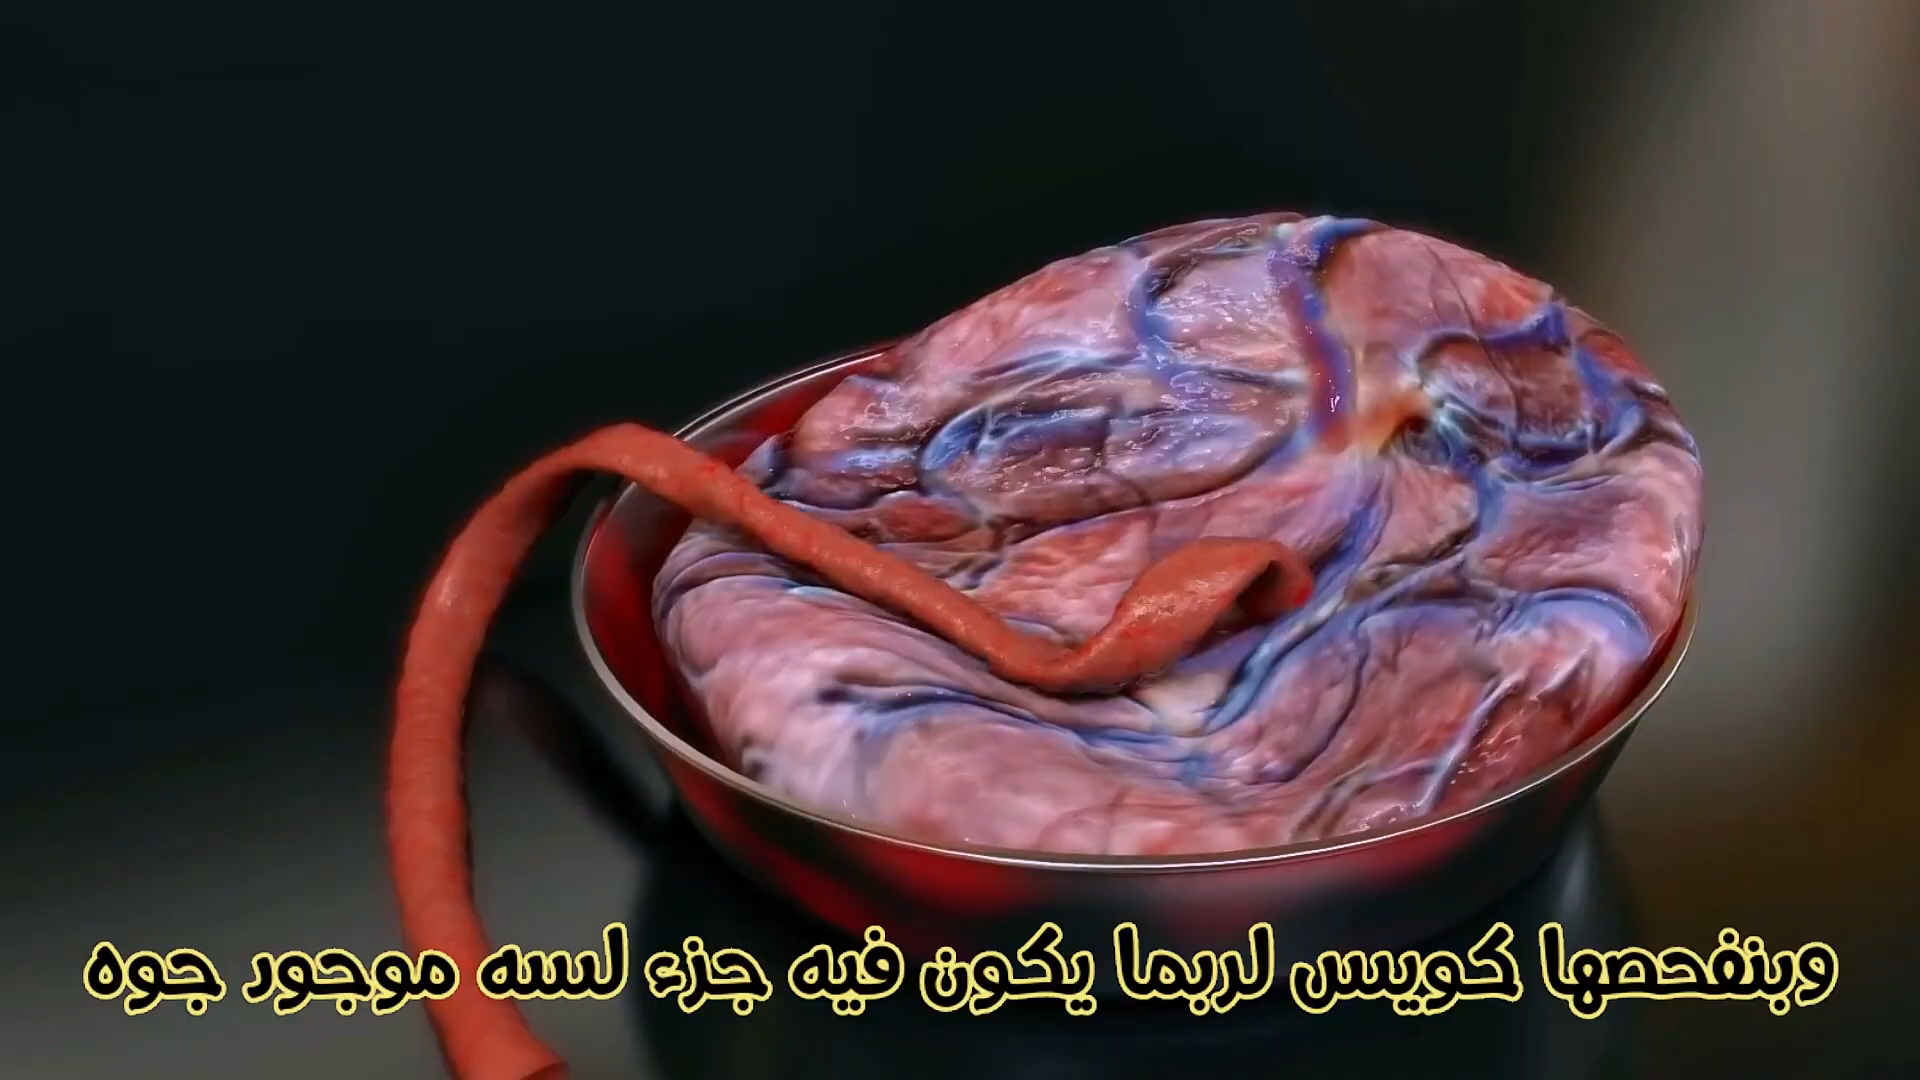 وبنفحصها كويس لربما يكون فيه جزء لسه موجود جوه